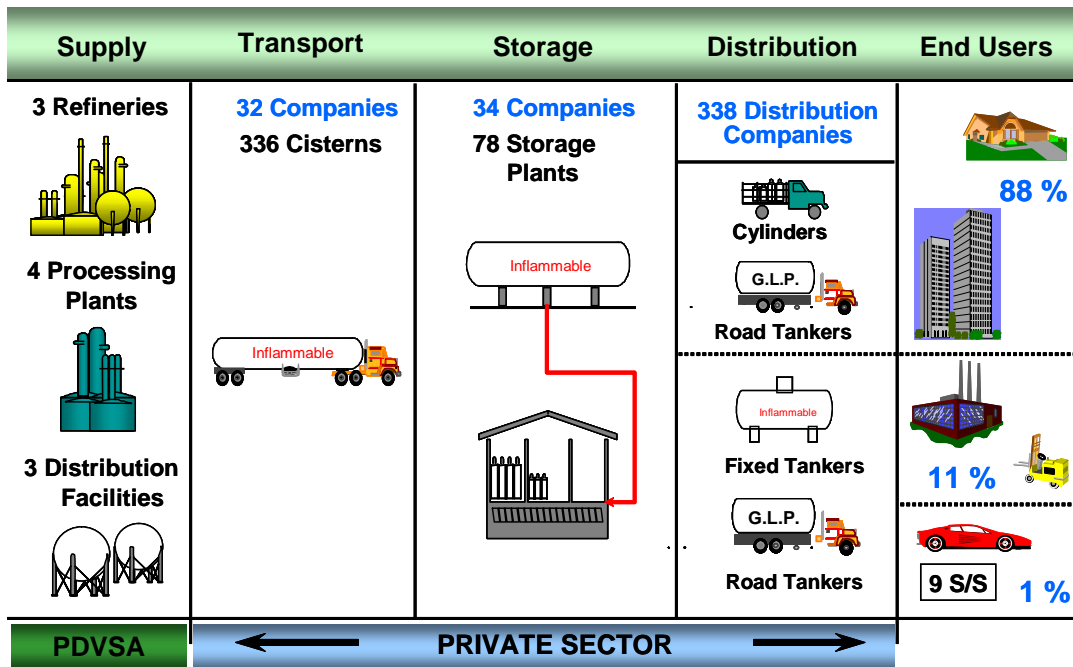 Supply
Transport
Storage
Distribution
End Users
3 Refineries
4 Processing
Plants
3 Distribution
Facilities
32 Companies
336 Cisterns
Inflammable
34 Companies
78 Storage
Plants
Inflammable
338 Distribution
Companies
Cylinders
G.L.P.
Road Tankers
Inflammable
Fixed Tankers
G.L.P.
Road Tankers
88 %
11 %
9 S/S
1 %
PDVSA
PRIVATE SECTOR